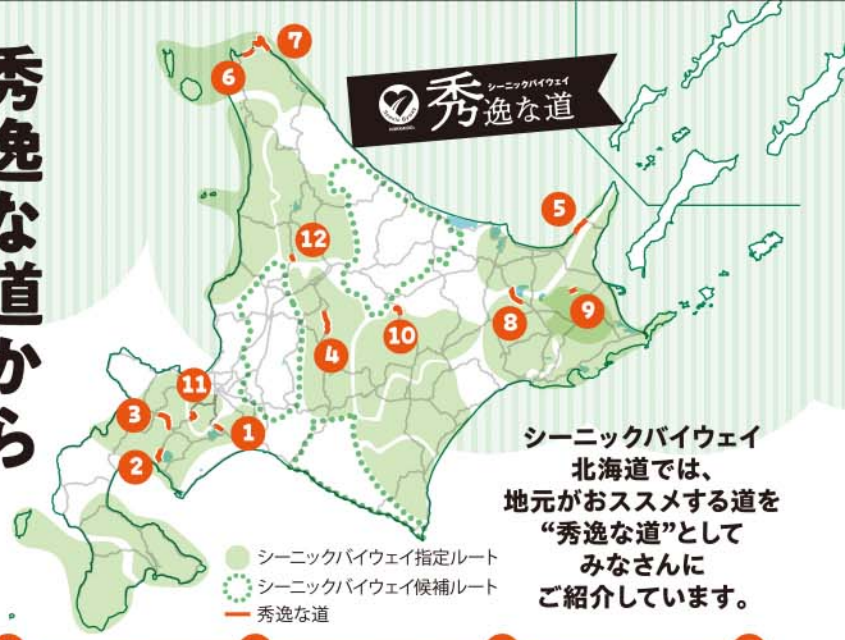 秀逸な道から
7
6
シーニックバイウェイ
秀逸な道
5
12
9
8
10
4
11
3
1
2
シーニックバイウェイ
北海道では、
地元がおススメする道を
“秀逸な道”として
みなさんに
ご紹介しています。
シーニックバイウェイ指定ルート
シーニックバイウェイ候補ルート
秀逸な道